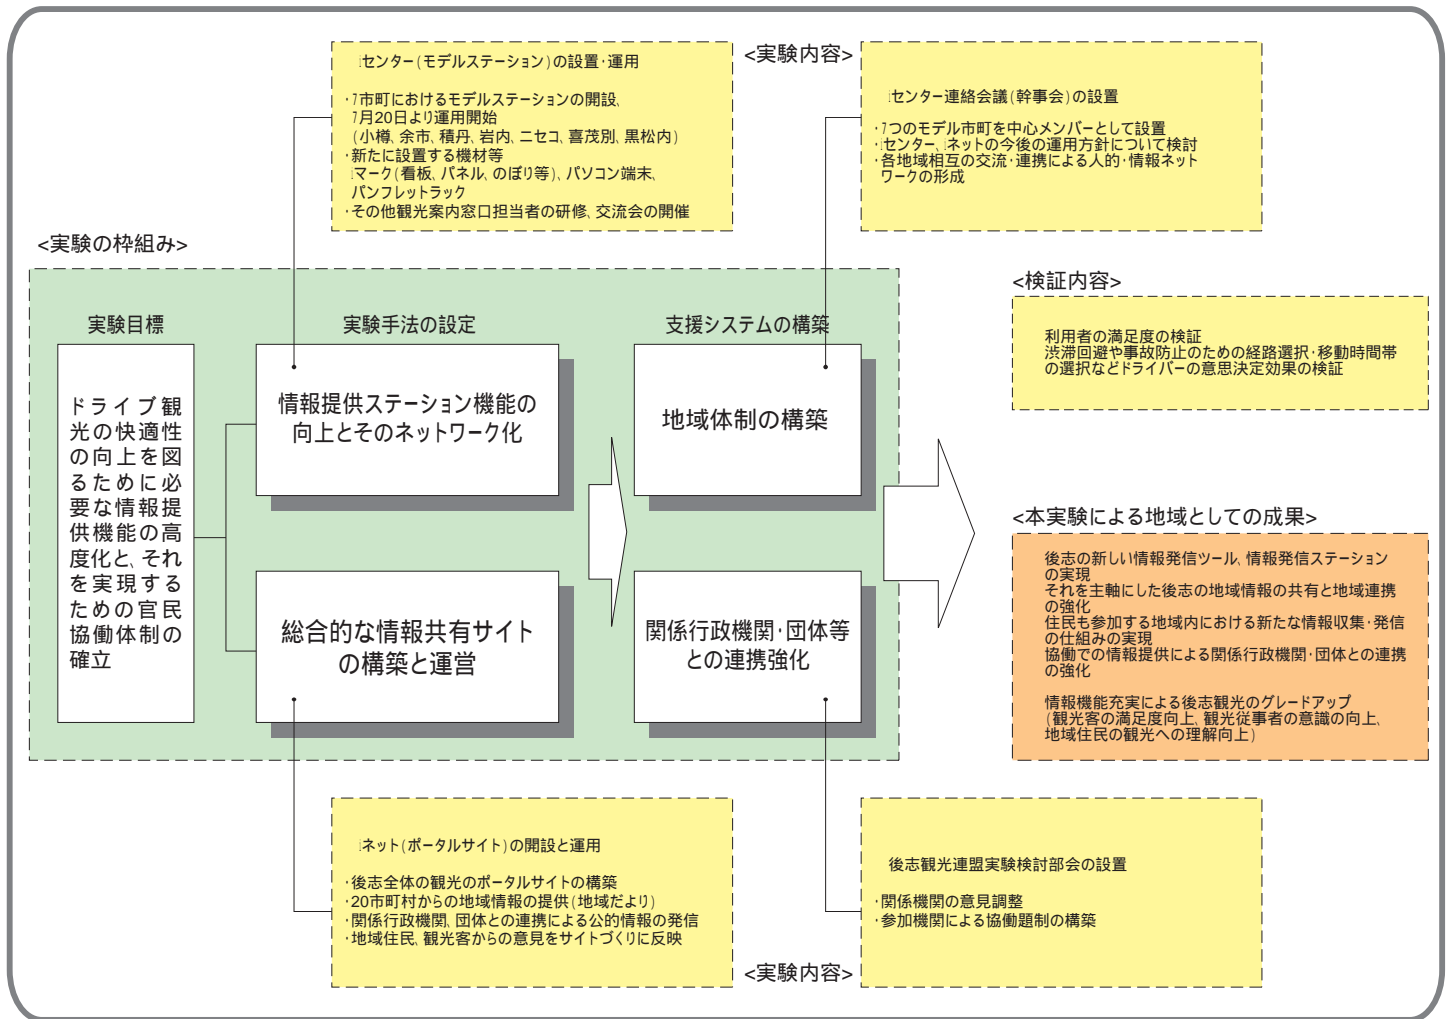 <実験内容>
センター(モデルステーション)の設置・運用
・7市町におけるモデルステーションの開設、
7月20日より運用開始
(小樽、余市、積丹、岩内、ニセコ、喜茂別、黒松内)
・新たに設置する機材等
マーク(看板、パネル、のぼり等)、パソコン端末、
パンフレットラック
・その他観光案内窓口担当者の研修、交流会の開催
センター連絡会議(幹事会)の設置
・7つのモデル市町を中心メンバーとして設置
・センター、ネットの今後の運用方針について検討
・各地域相互の交流・連携による人的・情報ネット
ワークの形成
<実験の枠組み>
実験目標
ドライブ観
光の快適性
の向上を図
るために必
要な情報提
供機能の高
度化と、それ
を実現する
ための官民
協働体制の
確立
実験手法の設定
情報提供ステーション機能の
向上とそのネットワーク化
総合的な情報共有サイト
の構築と運営
支援システムの構築
地域体制の構築
関係行政機関・団体等
との連携強化
<検証内容>
利用者の満足度の検証
渋滞回避や事故防止のための経路選択・移動時間帯
の選択などドライバーの意思決定効果の検証
<本実験による地域としての成果>
後志の新しい情報発信ツール、情報発信ステーション
の実現
それを主軸にした後志の地域情報の共有と地域連携
の強化
住民も参加する地域内における新たな情報収集・発信
の仕組みの実現
協働での情報提供による関係行政機関・団体との連携
の強化
情報機能充実による後志観光のグレードアップ
(観光客の満足度向上、観光従事者の意識の向上、
地域住民の観光への理解向上)
ネット(ポータルサイト)の開設と運用
・後志全体の観光のポータルサイトの構築
・20市町村からの地域情報の提供(地域だより)
・関係行政機関、団体との連携による公的情報の発信
・地域住民、観光客からの意見をサイトづくりに反映
後志観光連盟実験検討部会の設置
・関係機関の意見調整
・参加機関による協働題制の構築
<実験内容>